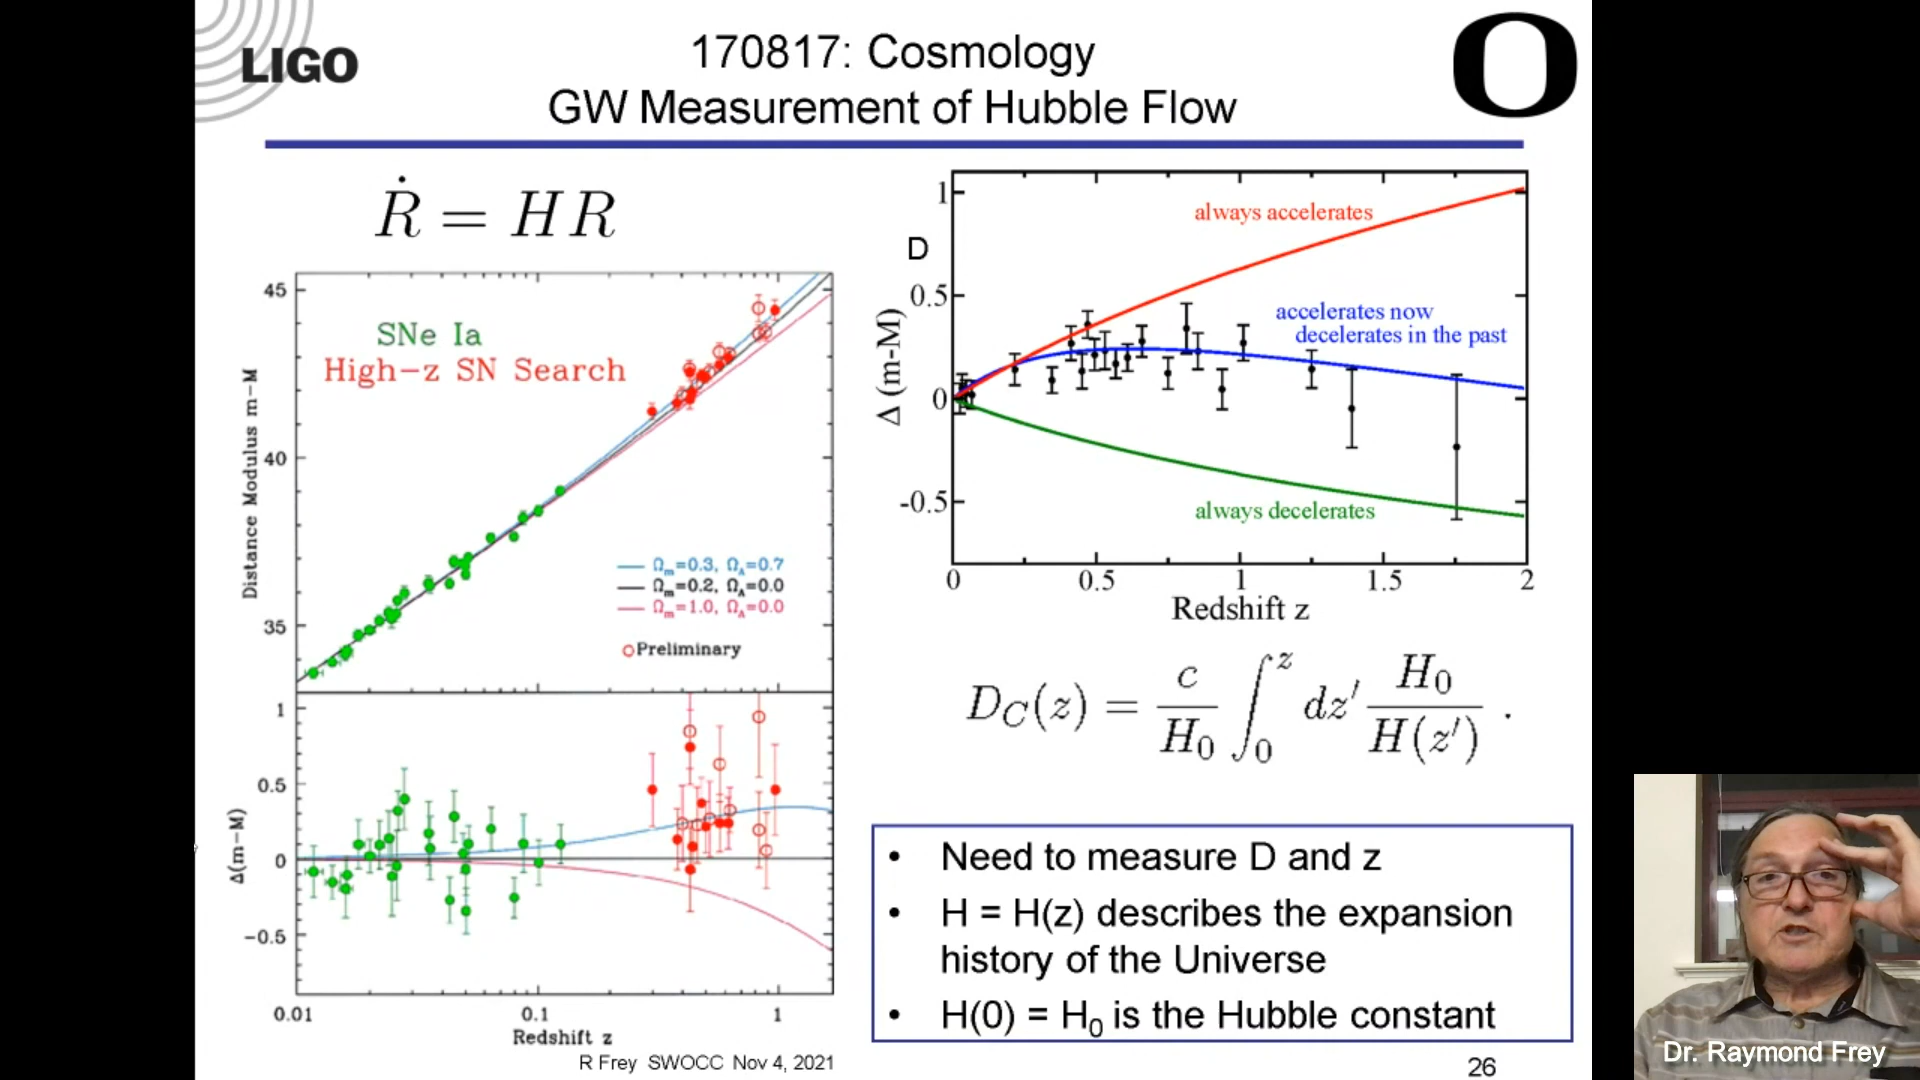 LIGO
170817: Cosmology
GW Measurement of Hubble Flow
O
Ṙ = HR
45
40
35
Distance Modulus m-M
SNe Ia
High-z SN Search
Ωm=0.3, ΩΛ=0.7
Ωm=0.2, ΩΛ=0.0
Ωm=1.0, ΩΛ=0.0
Preliminary
1
0.5
0
-0.5
Δ(m-M)
0.01 0.1 1
Redshift z
D
1
0.5
0
-0.5
Δ (m-M)
always accelerates
accelerates now
decelerates in the past
always decelerates
0 0.5 1 1.5 2
Redshift z
D_C(z) = c/H₀ ∫₀ᶻ dz′ H₀/H(z′) .
• Need to measure D and z
• H = H(z) describes the expansion
history of the Universe
• H(0) = H₀ is the Hubble constant
R Frey SWOCC Nov 4, 2021
26
Dr. Raymond Frey